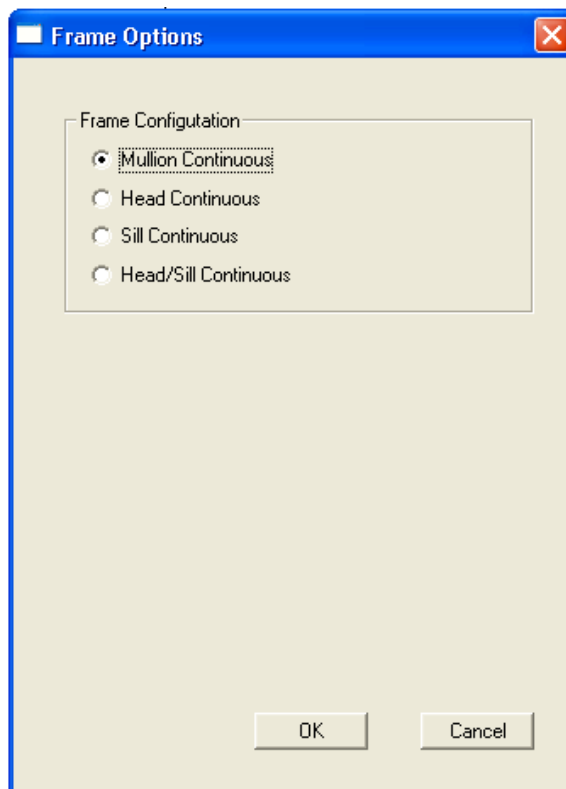 Frame Options
Frame Configutation
Mullion Continuous
Head Continuous
Sill Continuous
Head/Sill Continuous
OK Cancel